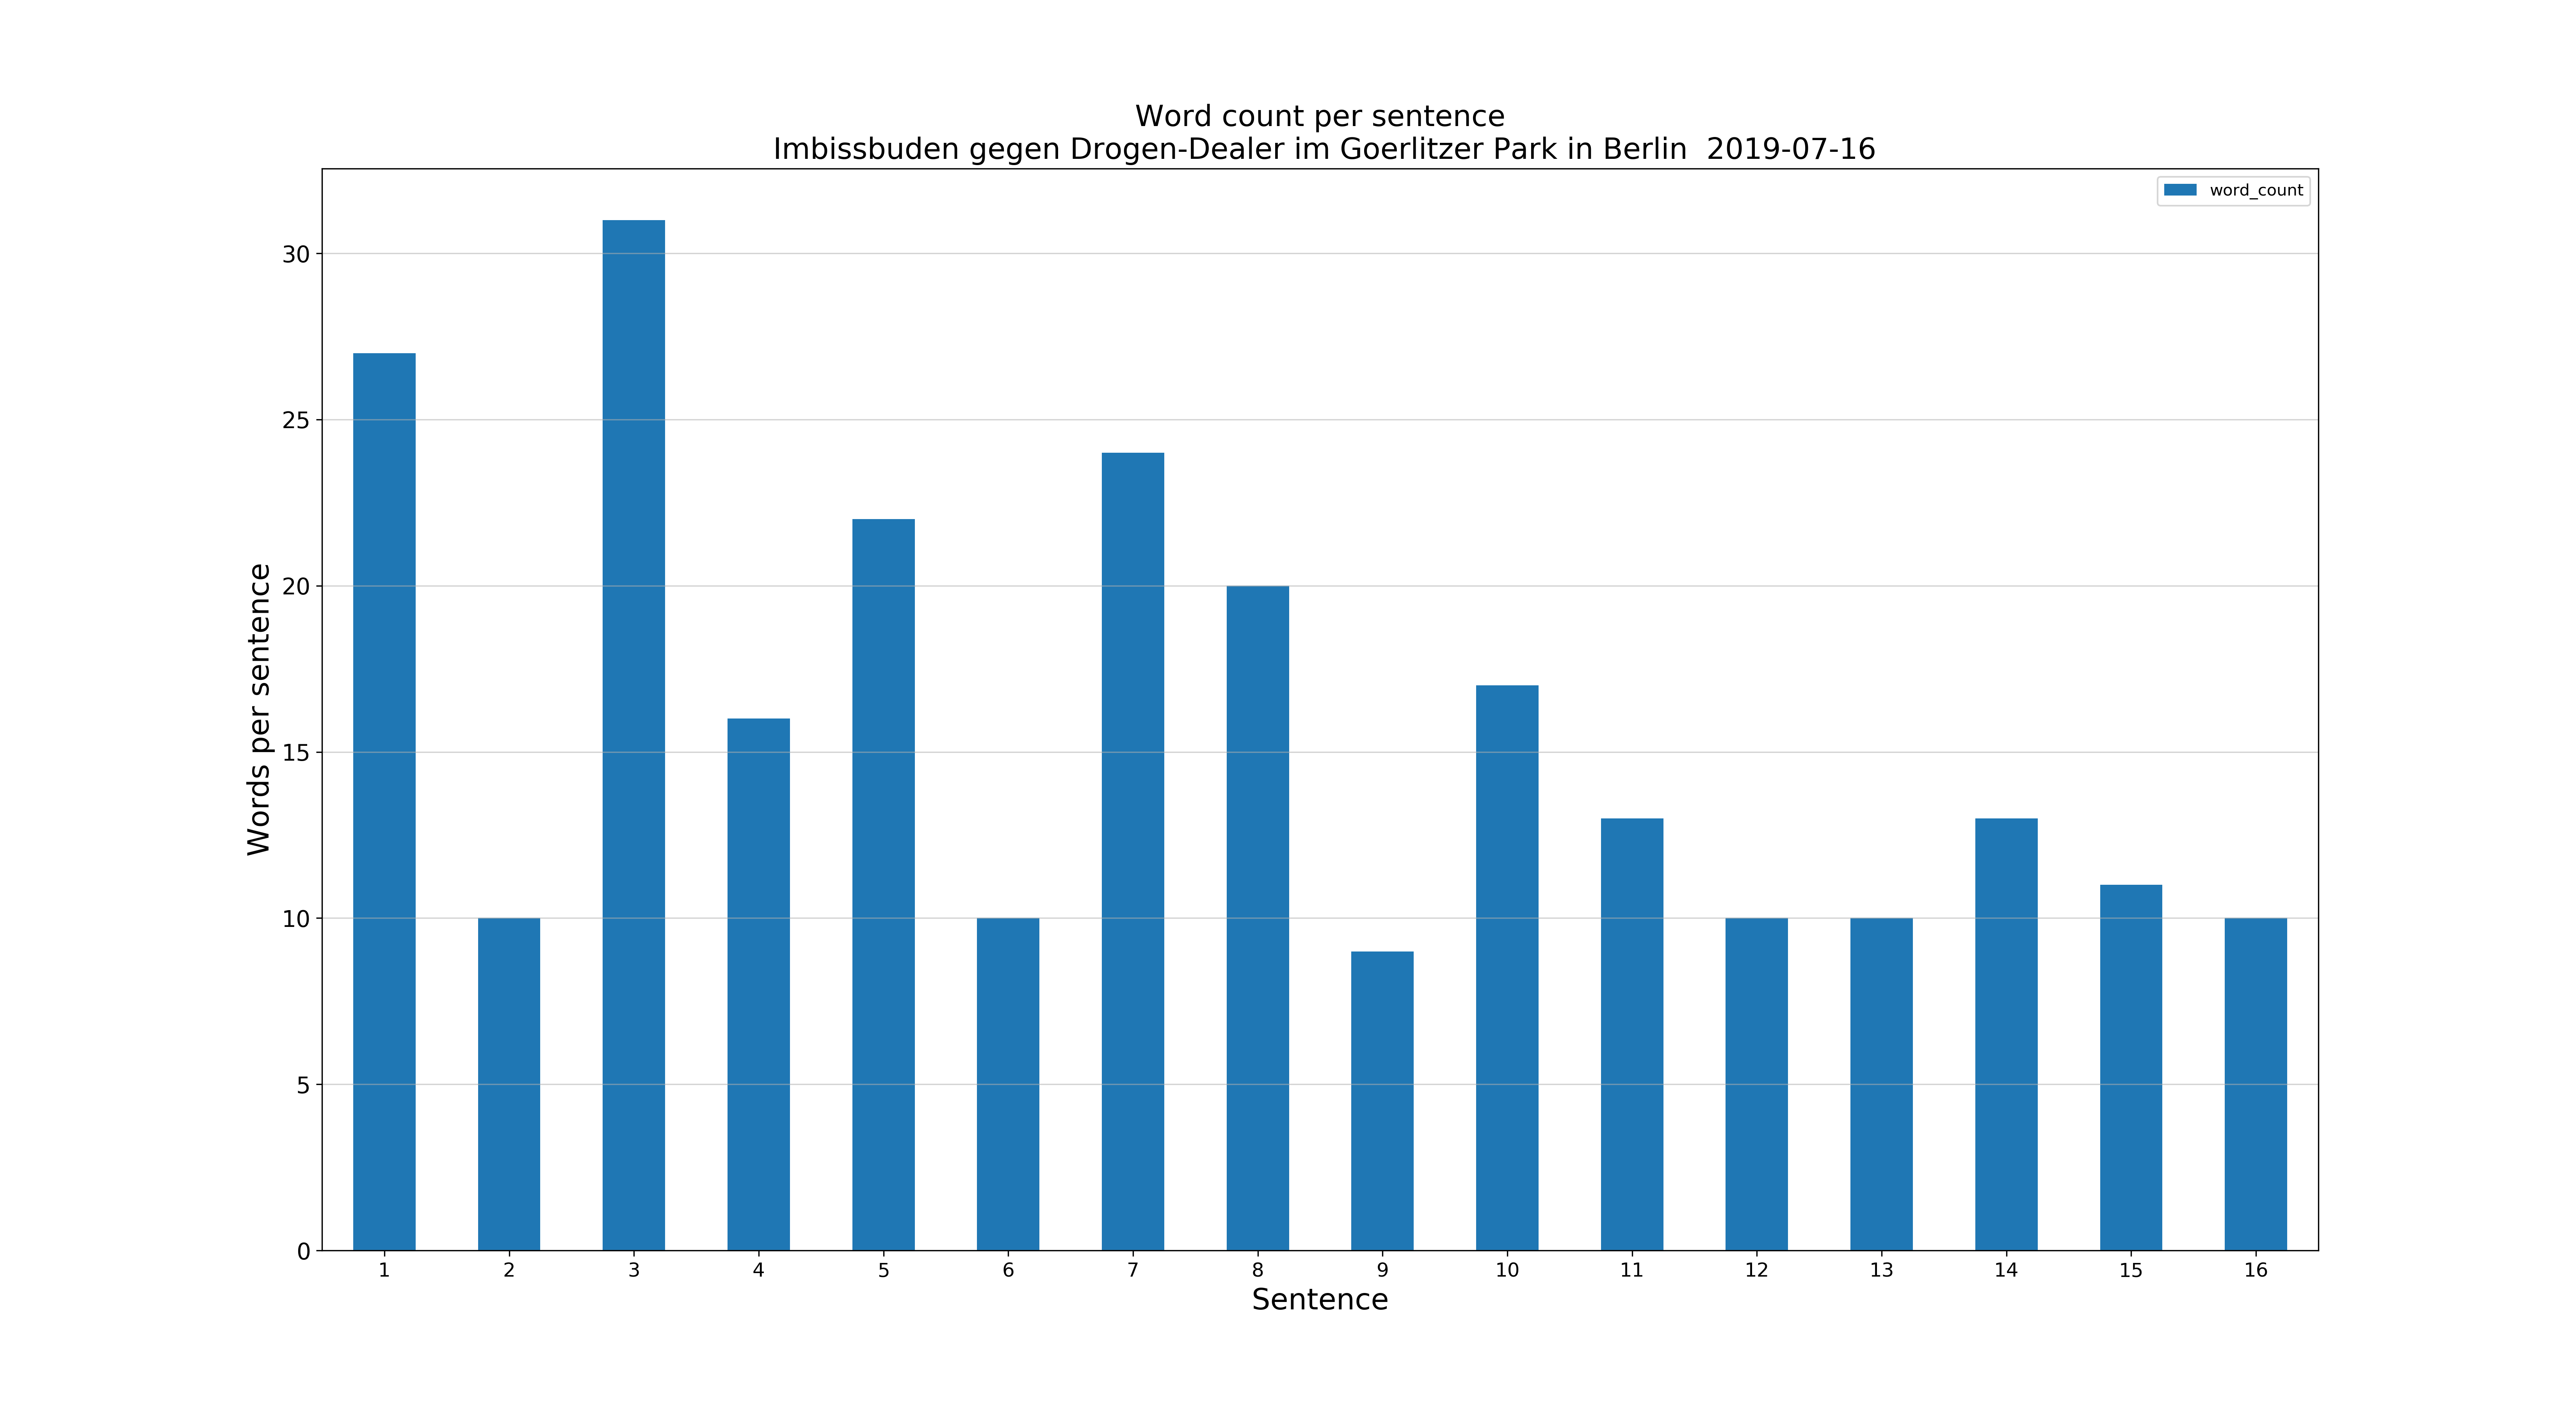 Word count per sentence
Imbissbuden gegen Drogen-Dealer im Goerlitzer Park in Berlin  2019-07-16
word_count
Words per sentence
30
25
20
15
10
5
0
1 2 3 4 5 6 7 8 9 10 11 12 13 14 15 16
Sentence